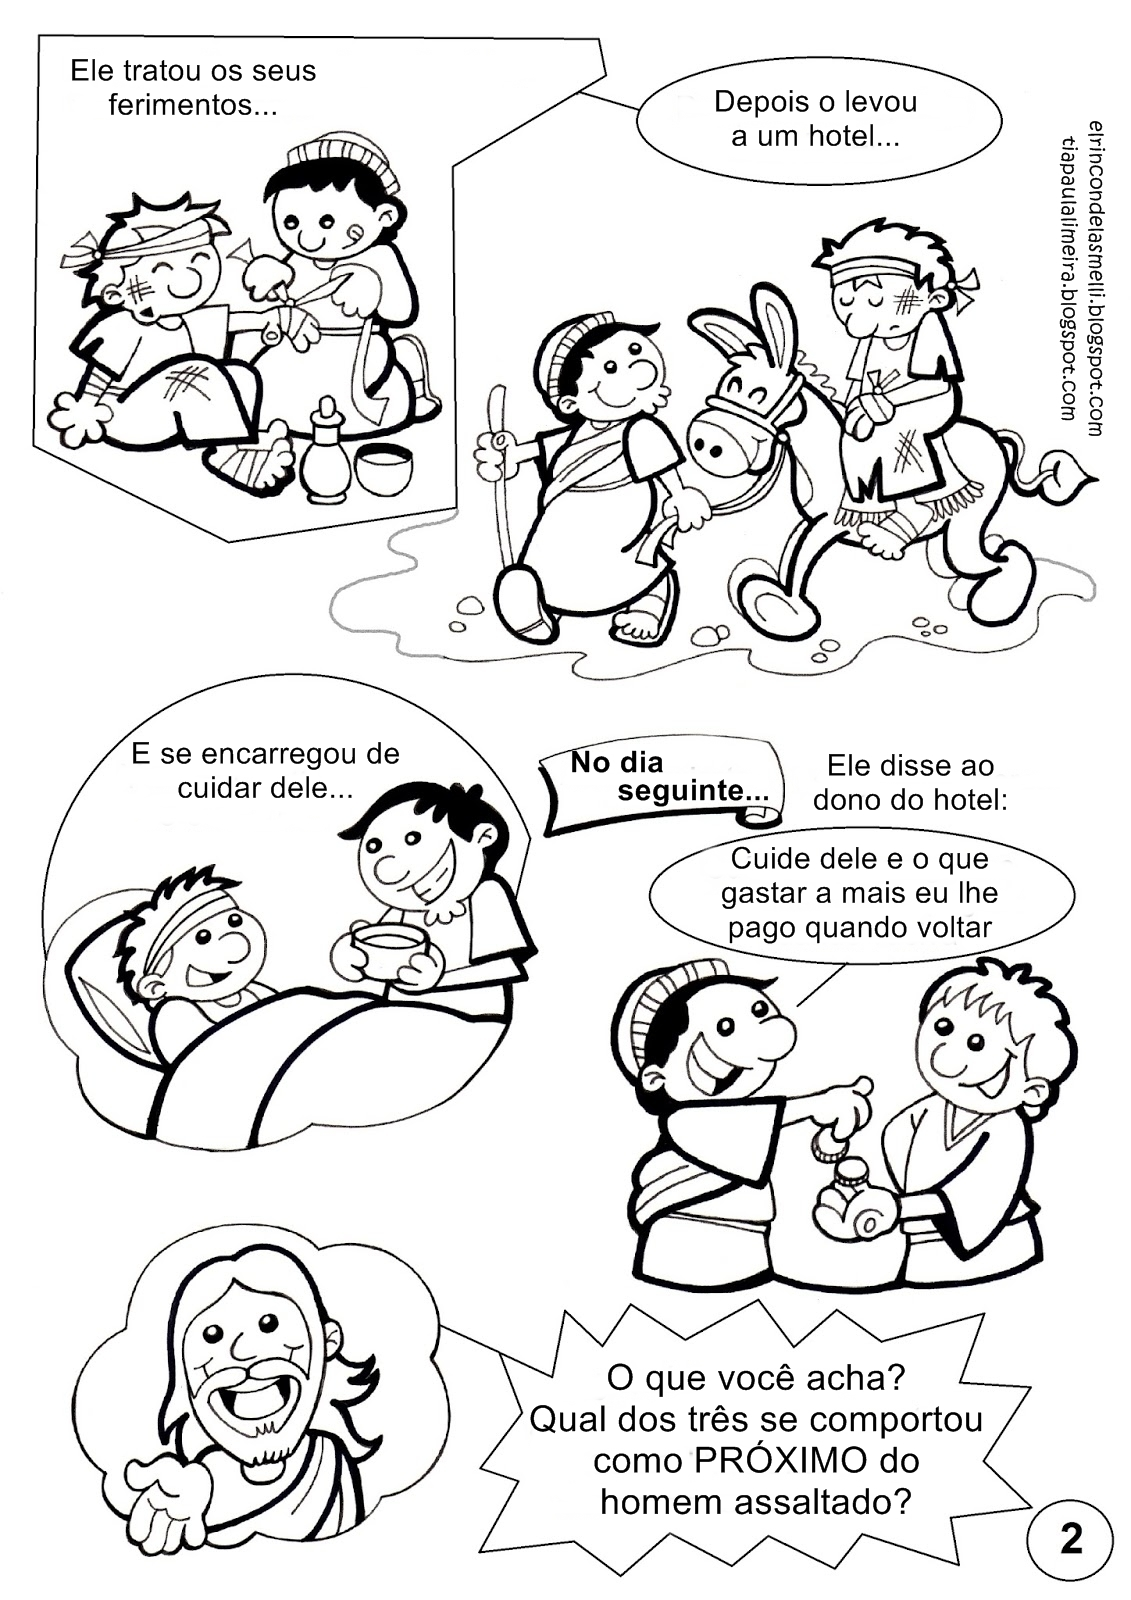 Ele tratou os seus
ferimentos...
Depois o levou
a um hotel...
elrincondelasmelli.blogspot.com
tiapaulalimeira.blogspot.com
E se encarregou de
cuidar dele...
No dia
seguinte...
Ele disse ao
dono do hotel:
Cuide dele e o que
gastar a mais eu lhe
pago quando voltar
O que você acha?
Qual dos três se comportou
como PRÓXIMO do
homem assaltado?
2